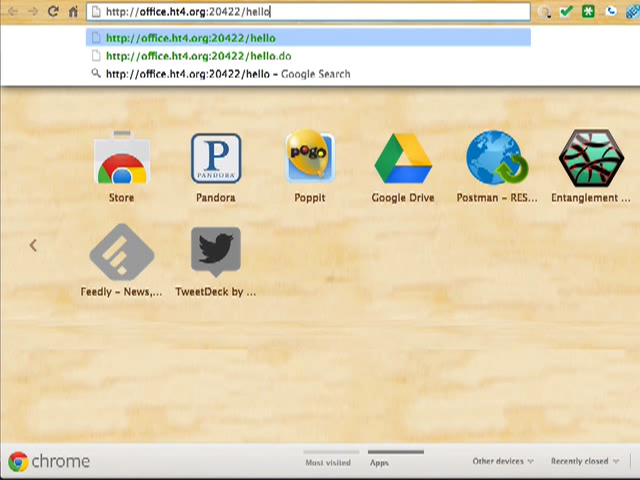 http://office.ht4.org:20422/hello
http://office.ht4.org:20422/hello
http://office.ht4.org:20422/hello.do
http://office.ht4.org:20422/hello – Google Search
P
PANDORA
pogo
Store
Pandora
Poppit
Google Drive
Postman – RES...
Entanglement ...
Feedly – News,...
TweetDeck by ...
chrome
Most visited
Apps
Other devices
Recently closed